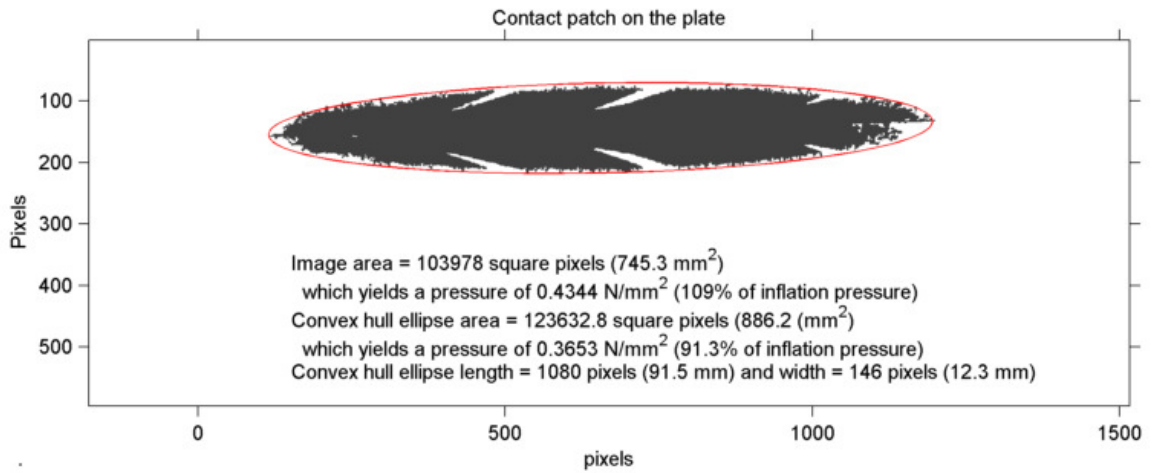 Contact patch on the plate
100
200
300
400
500
Pixels
Image area = 103978 square pixels (745.3 mm²)
which yields a pressure of 0.4344 N/mm² (109% of inflation pressure)
Convex hull ellipse area = 123632.8 square pixels (886.2 (mm²)
which yields a pressure of 0.3653 N/mm² (91.3% of inflation pressure)
Convex hull ellipse length = 1080 pixels (91.5 mm) and width = 146 pixels (12.3 mm)
0 500 1000 1500
pixels